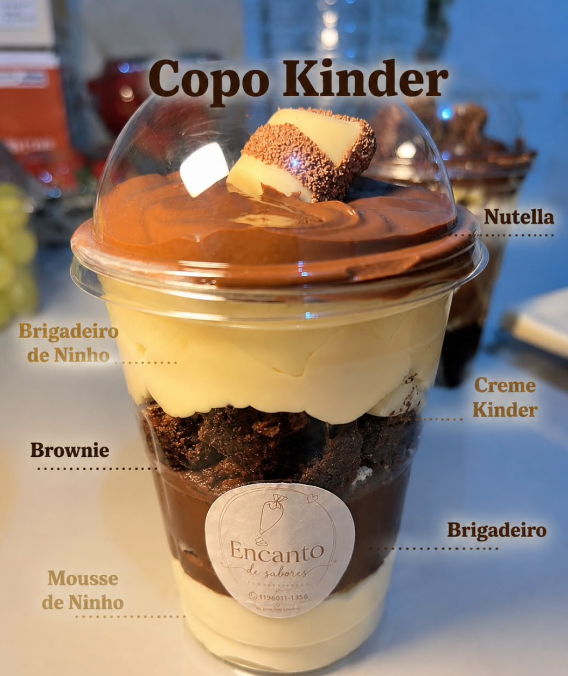 Copo Kinder
Nutella
Brigadeiro
de Ninho
Creme
Kinder
Brownie
Brigadeiro
Encanto
de sabores
Mousse
de Ninho